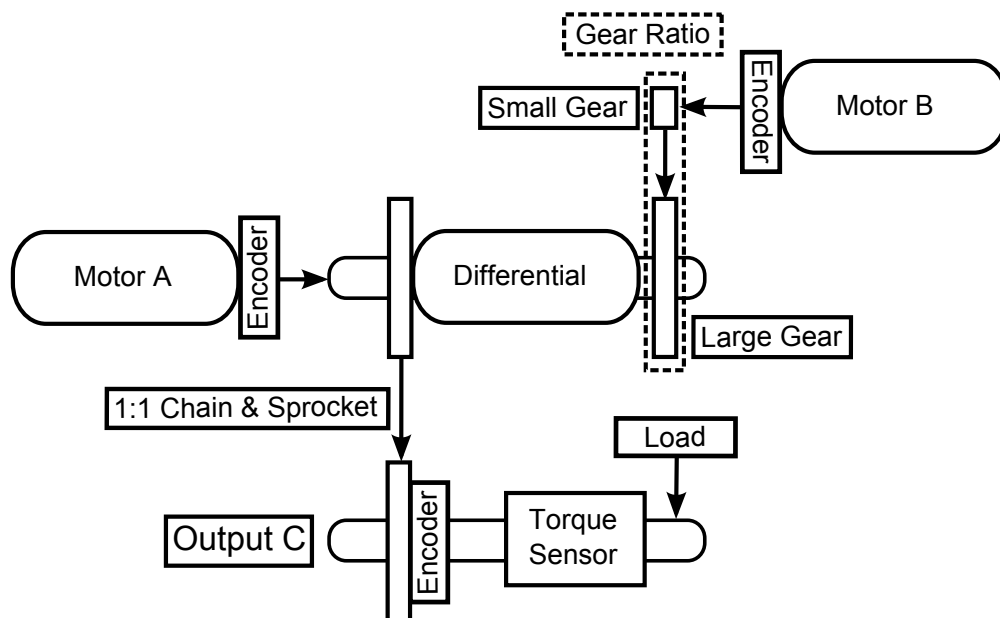 Gear Ratio
Small Gear
Encoder
Motor B
Motor A
Encoder
Differential
Large Gear
1:1 Chain & Sprocket
Load
Output C
Encoder
Torque
Sensor